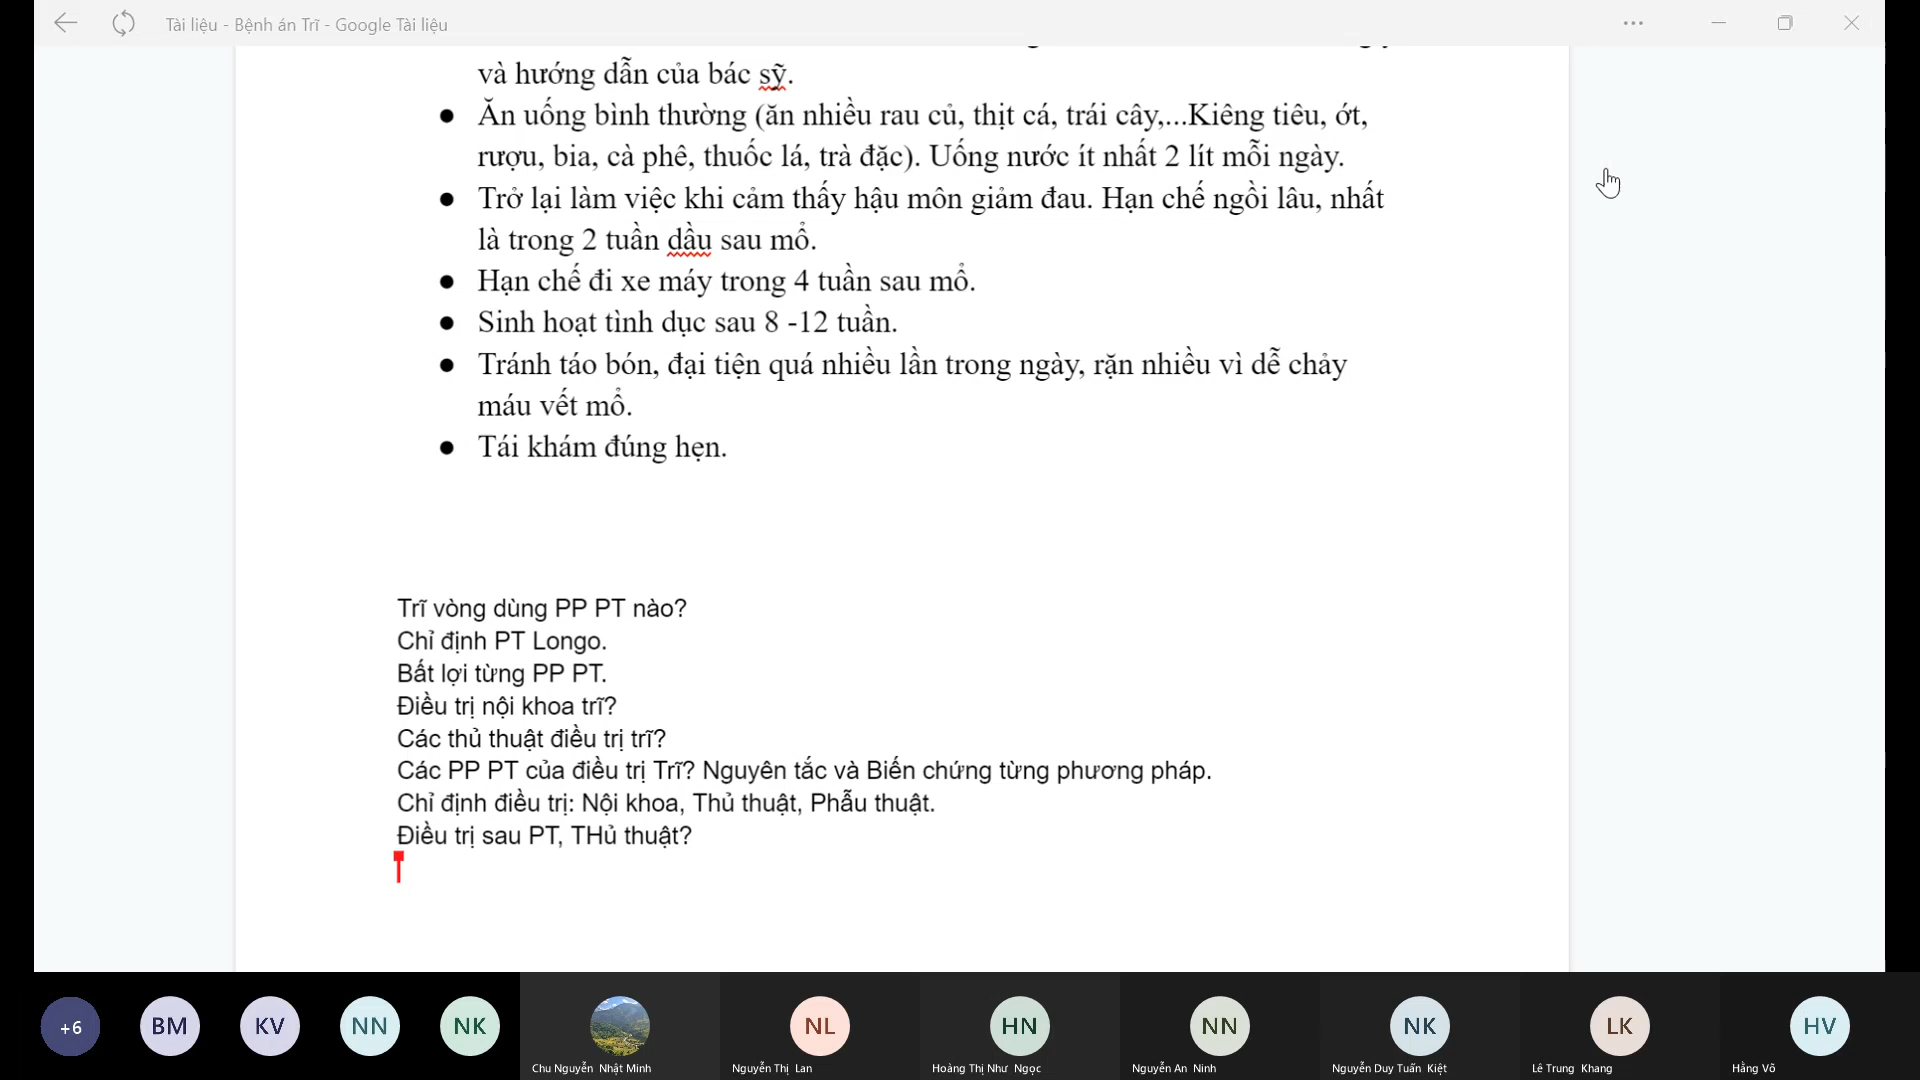 Tài liệu - Bệnh án Trĩ - Google Tài liệu
và hướng dẫn của bác sỹ.
● Ăn uống bình thường (ăn nhiều rau củ, thịt cá, trái cây,...Kiêng tiêu, ớt,
rượu, bia, cà phê, thuốc lá, trà đặc). Uống nước ít nhất 2 lít mỗi ngày.
● Trở lại làm việc khi cảm thấy hậu môn giảm đau. Hạn chế ngồi lâu, nhất
là trong 2 tuần dầu sau mổ.
● Hạn chế đi xe máy trong 4 tuần sau mổ.
● Sinh hoạt tình dục sau 8 -12 tuần.
● Tránh táo bón, đại tiện quá nhiều lần trong ngày, rặn nhiều vì dễ chảy
máu vết mổ.
● Tái khám đúng hẹn.
Trĩ vòng dùng PP PT nào?
Chỉ định PT Longo.
Bất lợi từng PP PT.
Điều trị nội khoa trĩ?
Các thủ thuật điều trị trĩ?
Các PP PT của điều trị Trĩ? Nguyên tắc và Biến chứng từng phương pháp.
Chỉ định điều trị: Nội khoa, Thủ thuật, Phẫu thuật.
Điều trị sau PT, THủ thuật?
+6 BM KV NN NK NL HN NN NK LK HV
Chu Nguyễn Nhật Minh Nguyễn Thị Lan Hoàng Thị Như Ngọc Nguyễn An Ninh Nguyễn Duy Tuấn Kiệt Lê Trung Khang Hằng Võ